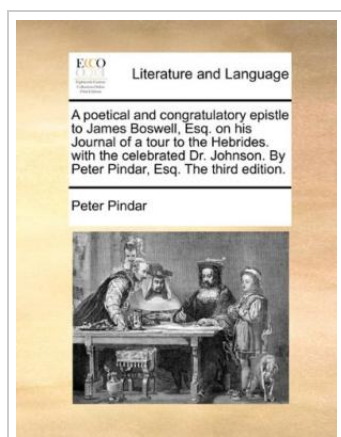 ECCO
Literature and Language
A poetical and congratulatory epistle
to James Boswell, Esq. on his
Journal of a tour to the Hebrides.
with the celebrated Dr. Johnson. By
Peter Pindar, Esq. The third edition.
Peter Pindar